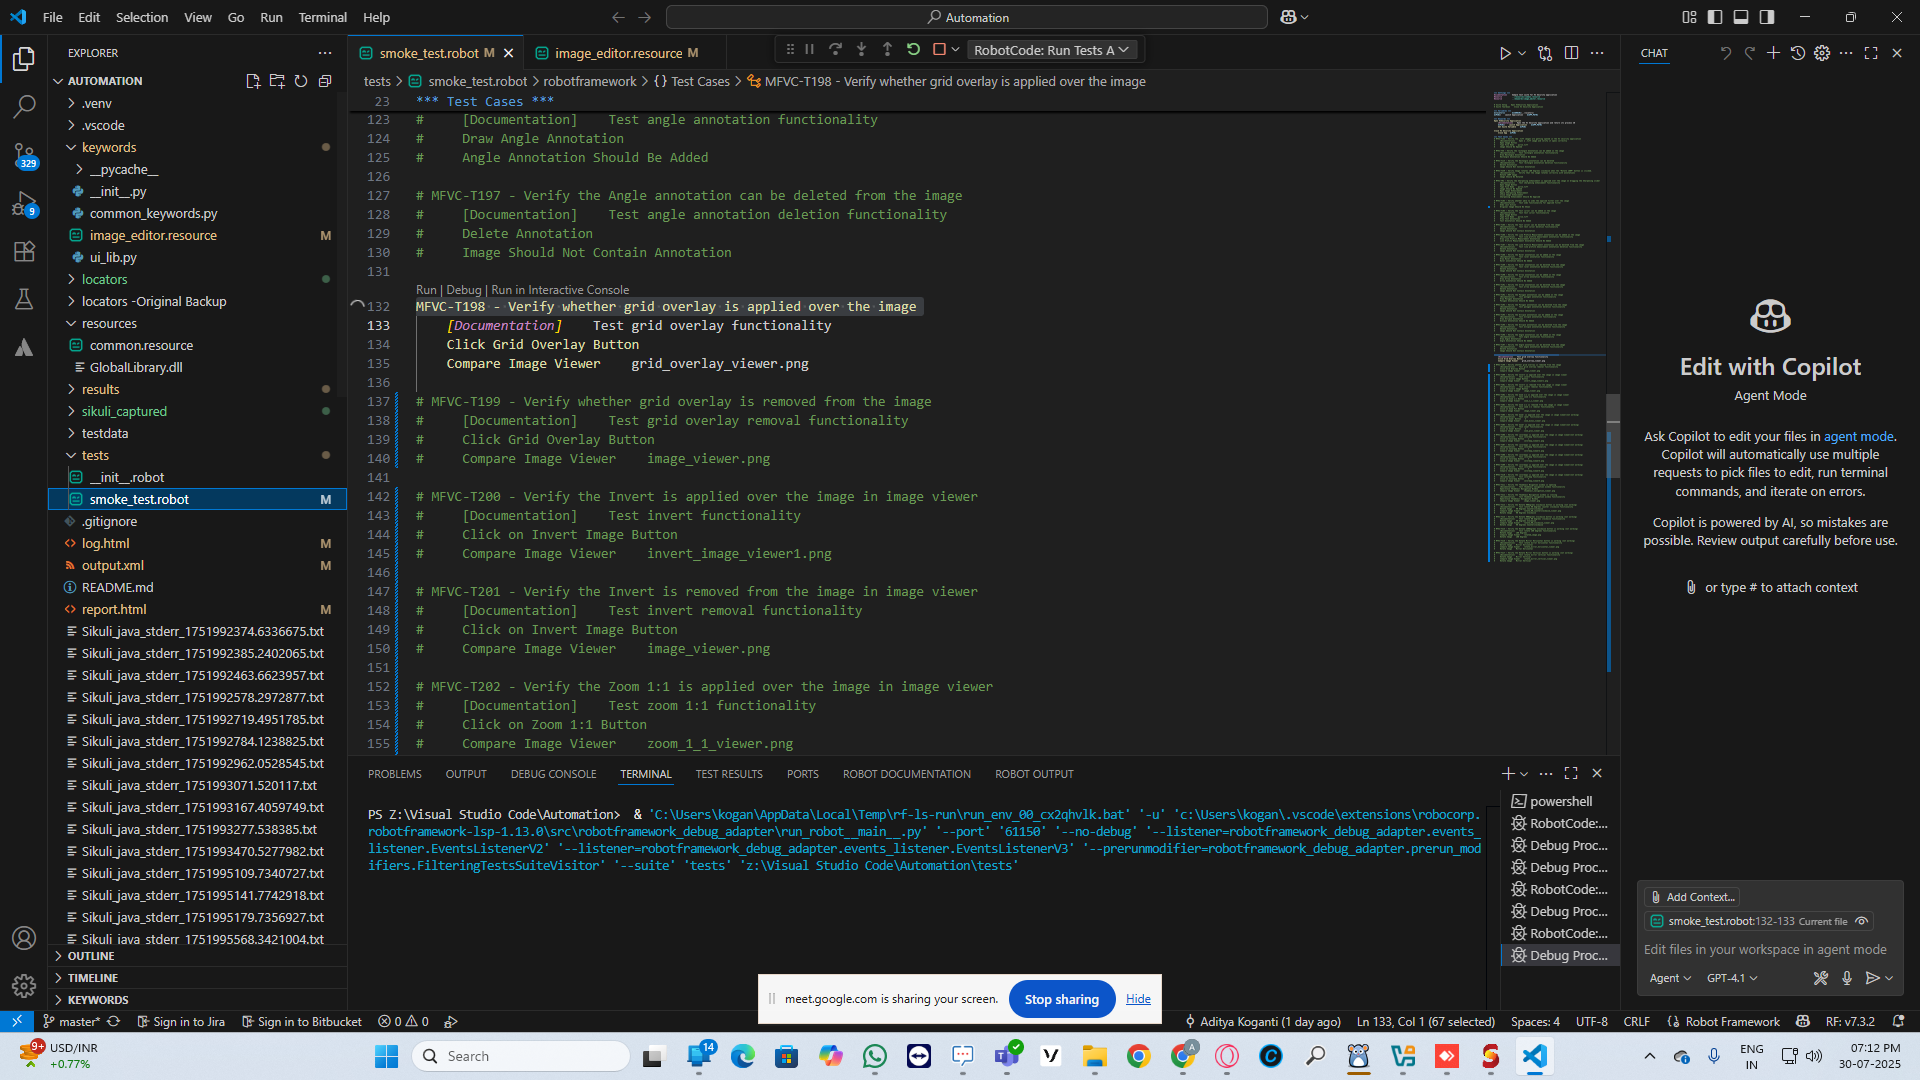 File Edit Selection View Go Run Terminal Help
Automation
EXPLORER
AUTOMATION
.venv
.vscode
keywords
__pycache__
__init__.py
common_keywords.py
image_editor.resource M
ui_lib.py
locators
locators -Original Backup
resources
common.resource
GlobalLibrary.dll
results
sikuli_captured
testdata
tests
__init__.robot
smoke_test.robot M
.gitignore
log.html M
output.xml M
README.md
report.html M
Sikuli_java_stderr_1751992374.6336675.txt
Sikuli_java_stderr_1751992385.2402065.txt
Sikuli_java_stderr_1751992463.6623957.txt
Sikuli_java_stderr_1751992578.2972877.txt
Sikuli_java_stderr_1751992719.4951785.txt
Sikuli_java_stderr_1751992784.1238825.txt
Sikuli_java_stderr_1751992962.0528545.txt
Sikuli_java_stderr_1751993071.520117.txt
Sikuli_java_stderr_1751993167.4059749.txt
Sikuli_java_stderr_1751993277.538385.txt
Sikuli_java_stderr_1751993470.5277982.txt
Sikuli_java_stderr_1751995109.7340727.txt
Sikuli_java_stderr_1751995141.7742918.txt
Sikuli_java_stderr_1751995179.7356927.txt
Sikuli_java_stderr_1751995568.3421004.txt
OUTLINE
TIMELINE
KEYWORDS
329
9
smoke_test.robot M
image_editor.resource M
RobotCode: Run Tests A
tests > smoke_test.robot > robotframework > {} Test Cases > MFVC-T198 - Verify whether grid overlay is applied over the image
23 *** Test Cases ***
123 # [Documentation] Test angle annotation functionality
124 # Draw Angle Annotation
125 # Angle Annotation Should Be Added
126
127 # MFVC-T197 - Verify the Angle annotation can be deleted from the image
128 # [Documentation] Test angle annotation deletion functionality
129 # Delete Annotation
130 # Image Should Not Contain Annotation
131
Run | Debug | Run in Interactive Console
132 MFVC-T198 - Verify whether grid overlay is applied over the image
133 [Documentation] Test grid overlay functionality
134 Click Grid Overlay Button
135 Compare Image Viewer grid_overlay_viewer.png
136
137 # MFVC-T199 - Verify whether grid overlay is removed from the image
138 # [Documentation] Test grid overlay removal functionality
139 # Click Grid Overlay Button
140 # Compare Image Viewer image_viewer.png
141
142 # MFVC-T200 - Verify the Invert is applied over the image in image viewer
143 # [Documentation] Test invert functionality
144 # Click on Invert Image Button
145 # Compare Image Viewer invert_image_viewer1.png
146
147 # MFVC-T201 - Verify the Invert is removed from the image in image viewer
148 # [Documentation] Test invert removal functionality
149 # Click on Invert Image Button
150 # Compare Image Viewer image_viewer.png
151
152 # MFVC-T202 - Verify the Zoom 1:1 is applied over the image in image viewer
153 # [Documentation] Test zoom 1:1 functionality
154 # Click on Zoom 1:1 Button
155 # Compare Image Viewer zoom_1_1_viewer.png
PROBLEMS OUTPUT DEBUG CONSOLE TERMINAL TEST RESULTS PORTS ROBOT DOCUMENTATION ROBOT OUTPUT
PS Z:\Visual Studio Code\Automation> & 'C:\Users\kogan\AppData\Local\Temp\rf-ls-run\run_env_00_cx2qhvlk.bat' '-u' 'c:\Users\kogan\.vscode\extensions\robocorp.
robotframework-lsp-1.13.0\src\robotframework_debug_adapter\run_robot__main__.py' '--port' '61150' '--no-debug' '--listener=robotframework_debug_adapter.events_
listener.EventsListenerV2' '--listener=robotframework_debug_adapter.events_listener.EventsListenerV3' '--prerunmodifier=robotframework_debug_adapter.prerun_mod
ifiers.FilteringTestsSuiteVisitor' '--suite' 'tests' 'z:\Visual Studio Code\Automation\tests'
powershell
RobotCode:...
Debug Proc...
Debug Proc...
RobotCode:...
Debug Proc...
RobotCode:...
Debug Proc...
CHAT
Edit with Copilot
Agent Mode
Ask Copilot to edit your files in agent mode.
Copilot will automatically use multiple
requests to pick files to edit, run terminal
commands, and iterate on errors.
Copilot is powered by AI, so mistakes are
possible. Review output carefully before use.
or type # to attach context
Add Context...
smoke_test.robot:132-133 Current file
Edit files in your workspace in agent mode
Agent GPT-4.1
meet.google.com is sharing your screen. Stop sharing Hide
master* Sign in to Jira Sign in to Bitbucket 0 0
Aditya Koganti (1 day ago) Ln 133, Col 1 (67 selected) Spaces: 4 UTF-8 CRLF Robot Framework RF: v7.3.2
9+ USD/INR
+0.77%
Search
14
A
ENG
IN
07:12 PM
30-07-2025